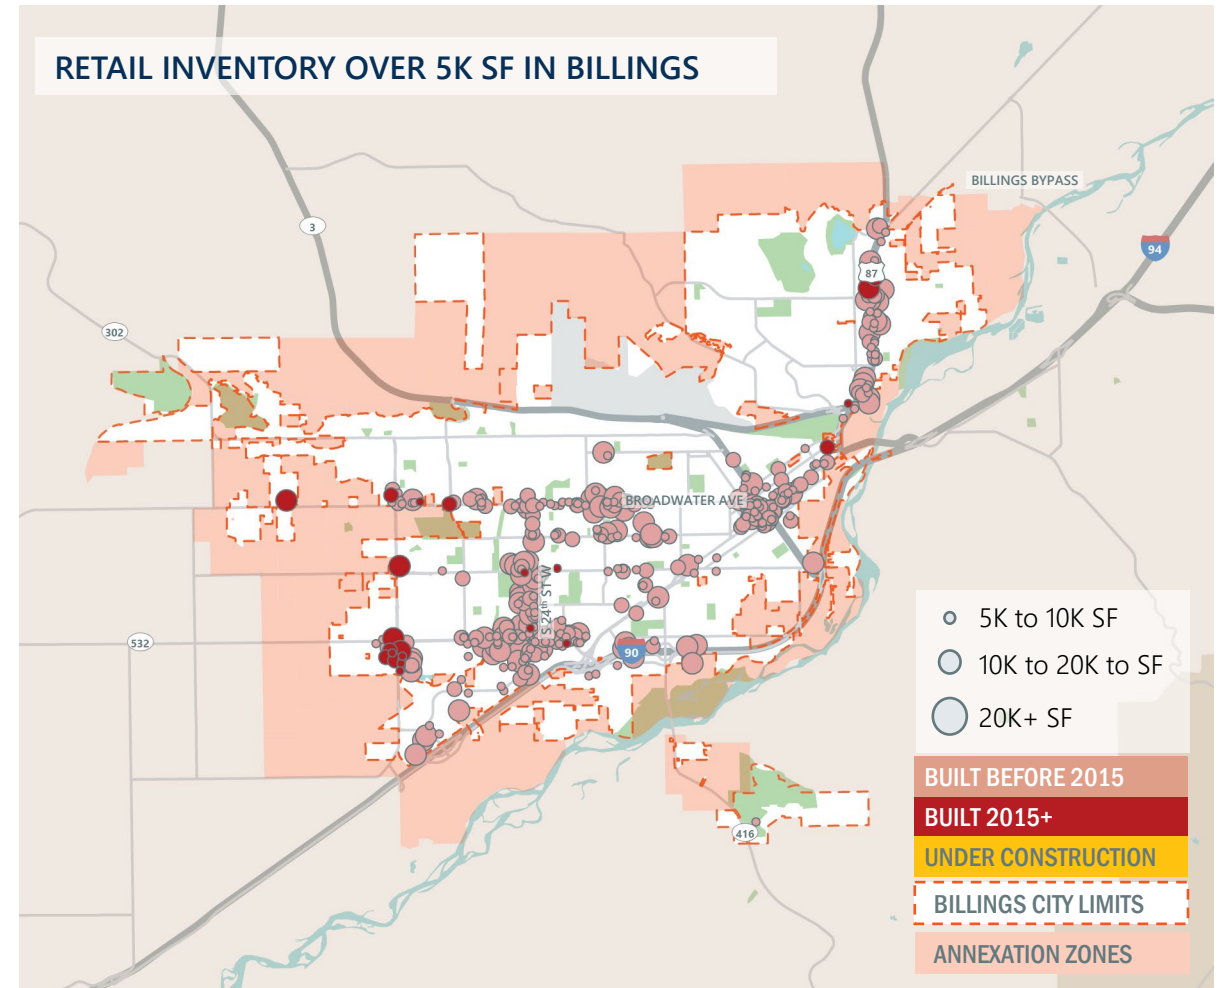 RETAIL INVENTORY OVER 5K SF IN BILLINGS
BILLINGS BYPASS
3
94
87
302
BROADWATER AVE
S 24th ST W
532
90
416
5K to 10K SF
10K to 20K to SF
20K+ SF
BUILT BEFORE 2015
BUILT 2015+
UNDER CONSTRUCTION
BILLINGS CITY LIMITS
ANNEXATION ZONES